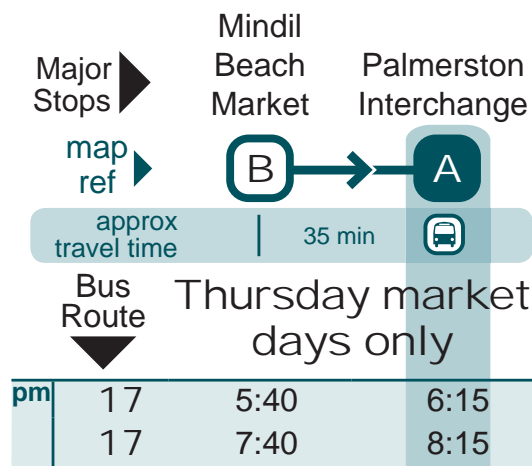 Major
Stops
Mindil
Beach
Market
Palmerston
Interchange
map
ref
B
A
approx
travel time
35 min
Bus
Route
Thursday market
days only
pm 17 5:40 6:15
17 7:40 8:15